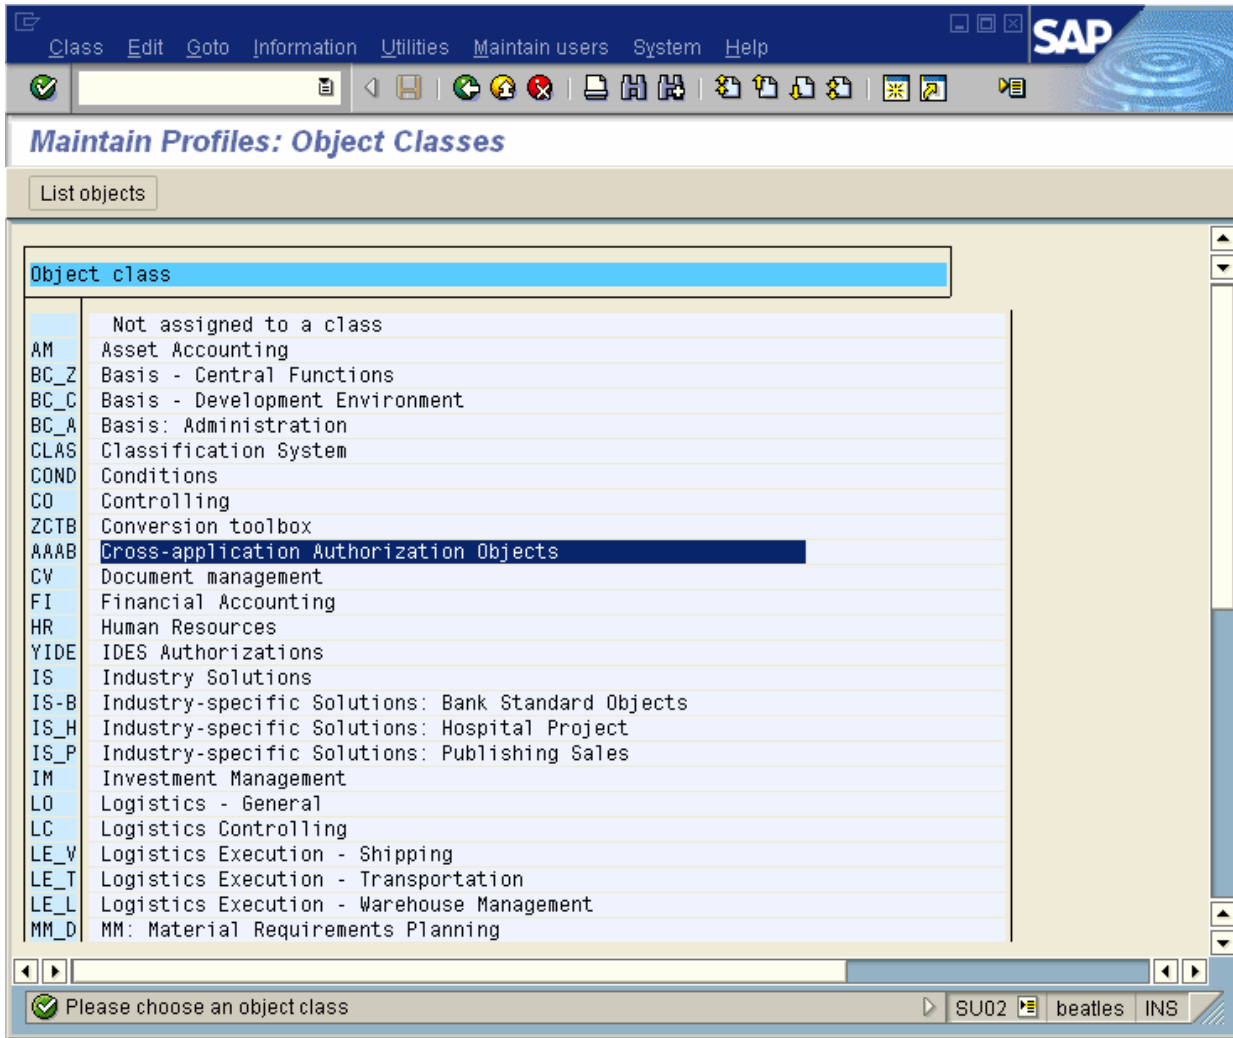 Class Edit Goto Information Utilities Maintain users System Help
SAP
Maintain Profiles: Object Classes
List objects
Object class
Not assigned to a class
AM Asset Accounting
BC_Z Basis - Central Functions
BC_C Basis - Development Environment
BC_A Basis: Administration
CLAS Classification System
COND Conditions
CO Controlling
ZCTB Conversion toolbox
AAAB Cross-application Authorization Objects
CV Document management
FI Financial Accounting
HR Human Resources
YIDE IDES Authorizations
IS Industry Solutions
IS-B Industry-specific Solutions: Bank Standard Objects
IS_H Industry-specific Solutions: Hospital Project
IS_P Industry-specific Solutions: Publishing Sales
IM Investment Management
LO Logistics - General
LC Logistics Controlling
LE_V Logistics Execution - Shipping
LE_T Logistics Execution - Transportation
LE_L Logistics Execution - Warehouse Management
MM_D MM: Material Requirements Planning
Please choose an object class SU02 beatles INS